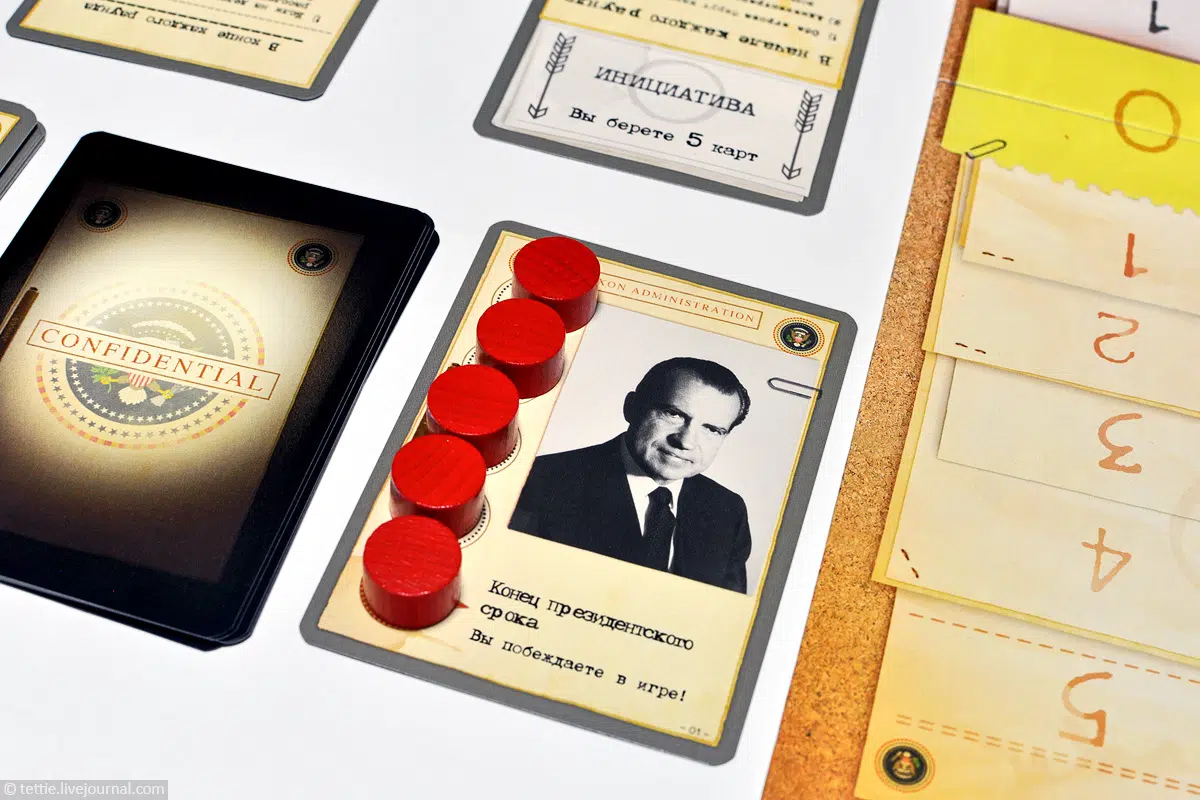 В конце каждого раунда
В начале каждого раунда
ИНИЦИАТИВА
Вы берете 5 карт
CONFIDENTIAL
XON ADMINISTRATION
Конец президентского
срока
Вы побеждаете в игре!
- 01 -
1
0
1
2
3
4
5
© tettie.livejournal.com